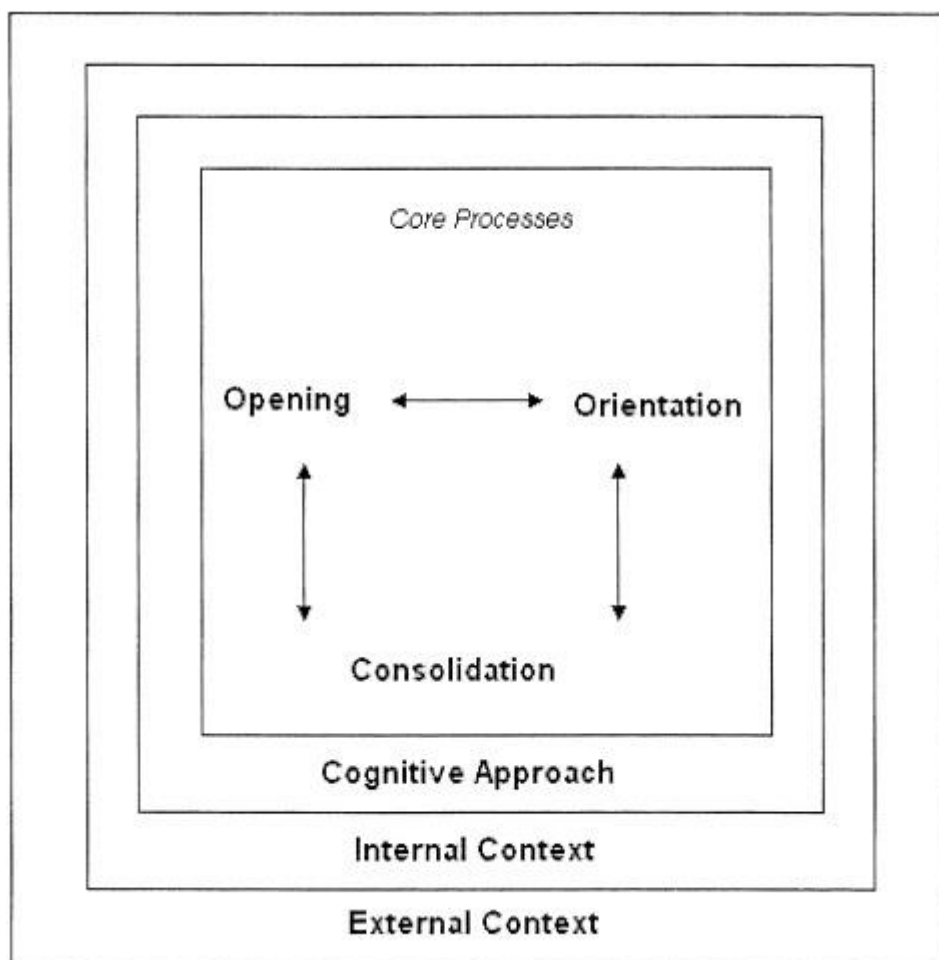 Core Processes
Opening
Orientation
Consolidation
Cognitive Approach
Internal Context
External Context